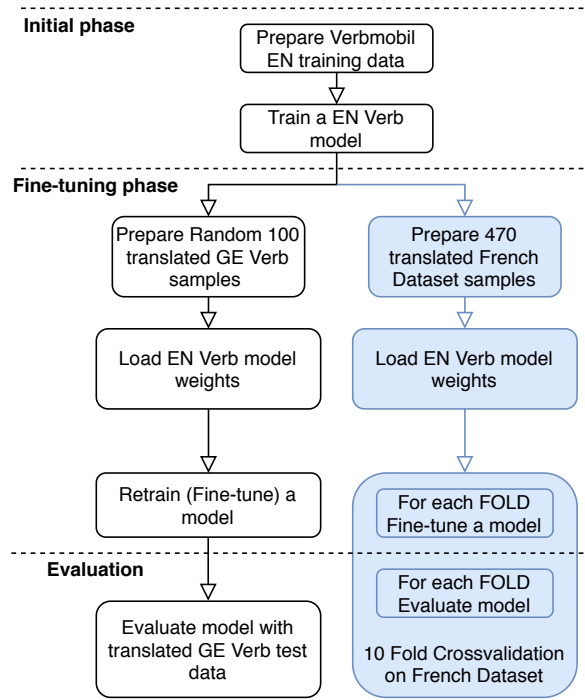 Initial phase
Prepare Verbmobil
EN training data
Train a EN Verb
model
Fine-tuning phase
Prepare Random 100
translated GE Verb
samples
Prepare 470
translated French
Dataset samples
Load EN Verb model
weights
Load EN Verb model
weights
Retrain (Fine-tune) a
model
For each FOLD
Fine-tune a model
Evaluation
For each FOLD
Evaluate model
Evaluate model with
translated GE Verb test
data
10 Fold Crossvalidation
on French Dataset